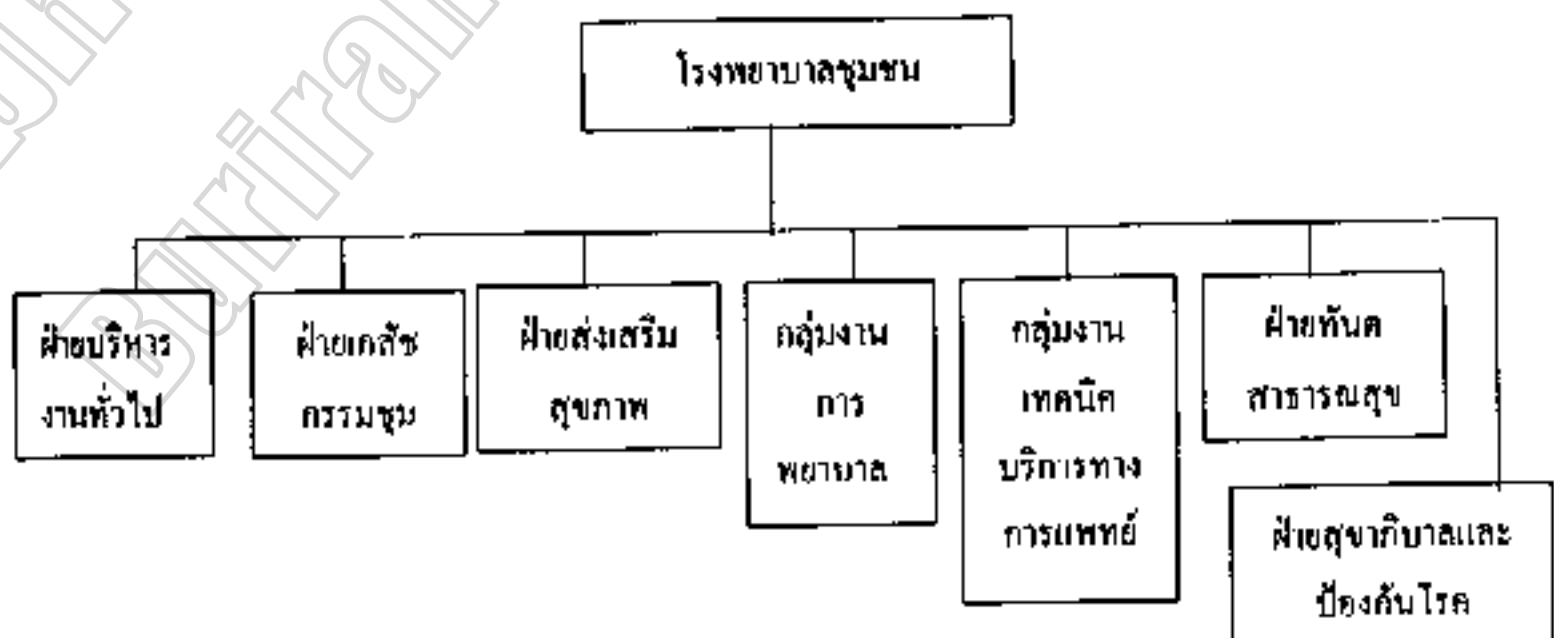 โรงพยาบาลชุมชน
ฝ่ายบริหาร
งานทั่วไป
ฝ่ายเภสัช
กรรมชุม
ฝ่ายส่งเสริม
สุขภาพ
กลุ่มงาน
การ
พยาบาล
กลุ่มงาน
เทคนิค
บริการทาง
การแพทย์
ฝ่ายทันต
สาธารณสุข
ฝ่ายสุขาภิบาลและ
ป้องกันโรค
Buriram